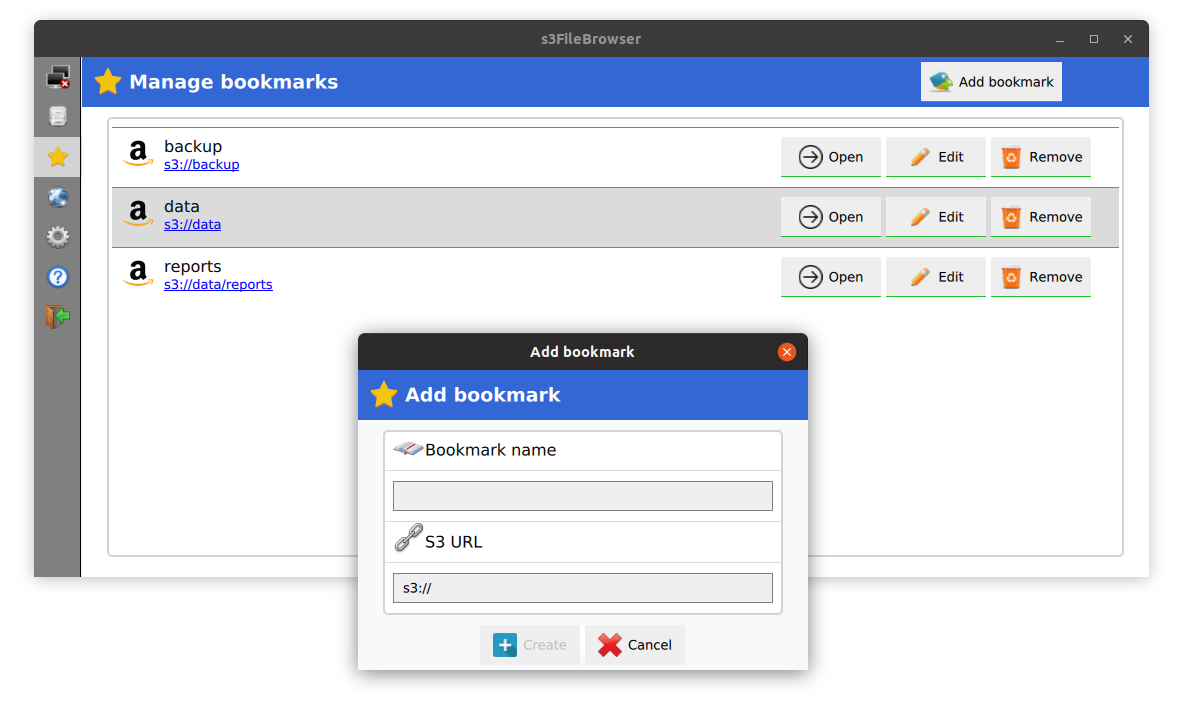 s3FileBrowser
Manage bookmarks
Add bookmark
backup
s3://backup
Open Edit Remove
data
s3://data
Open Edit Remove
reports
s3://data/reports
Open Edit Remove
Add bookmark
Add bookmark
Bookmark name
S3 URL
s3://
Create Cancel